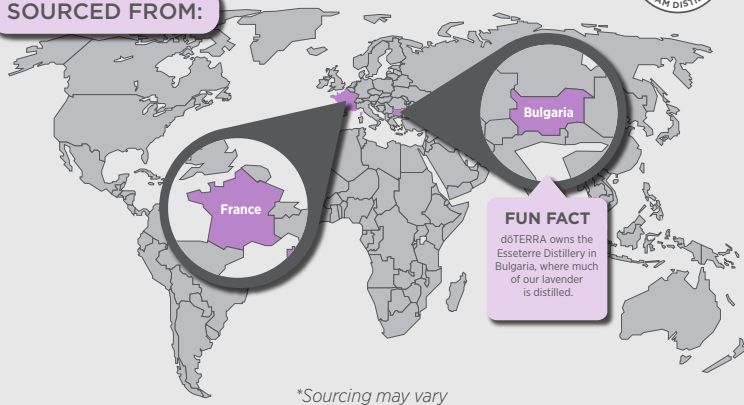 SOURCED FROM:
Bulgaria
France
FUN FACT
dōTERRA owns the
Esseterre Distillery in
Bulgaria, where much
of our lavender
is distilled.
*Sourcing may vary